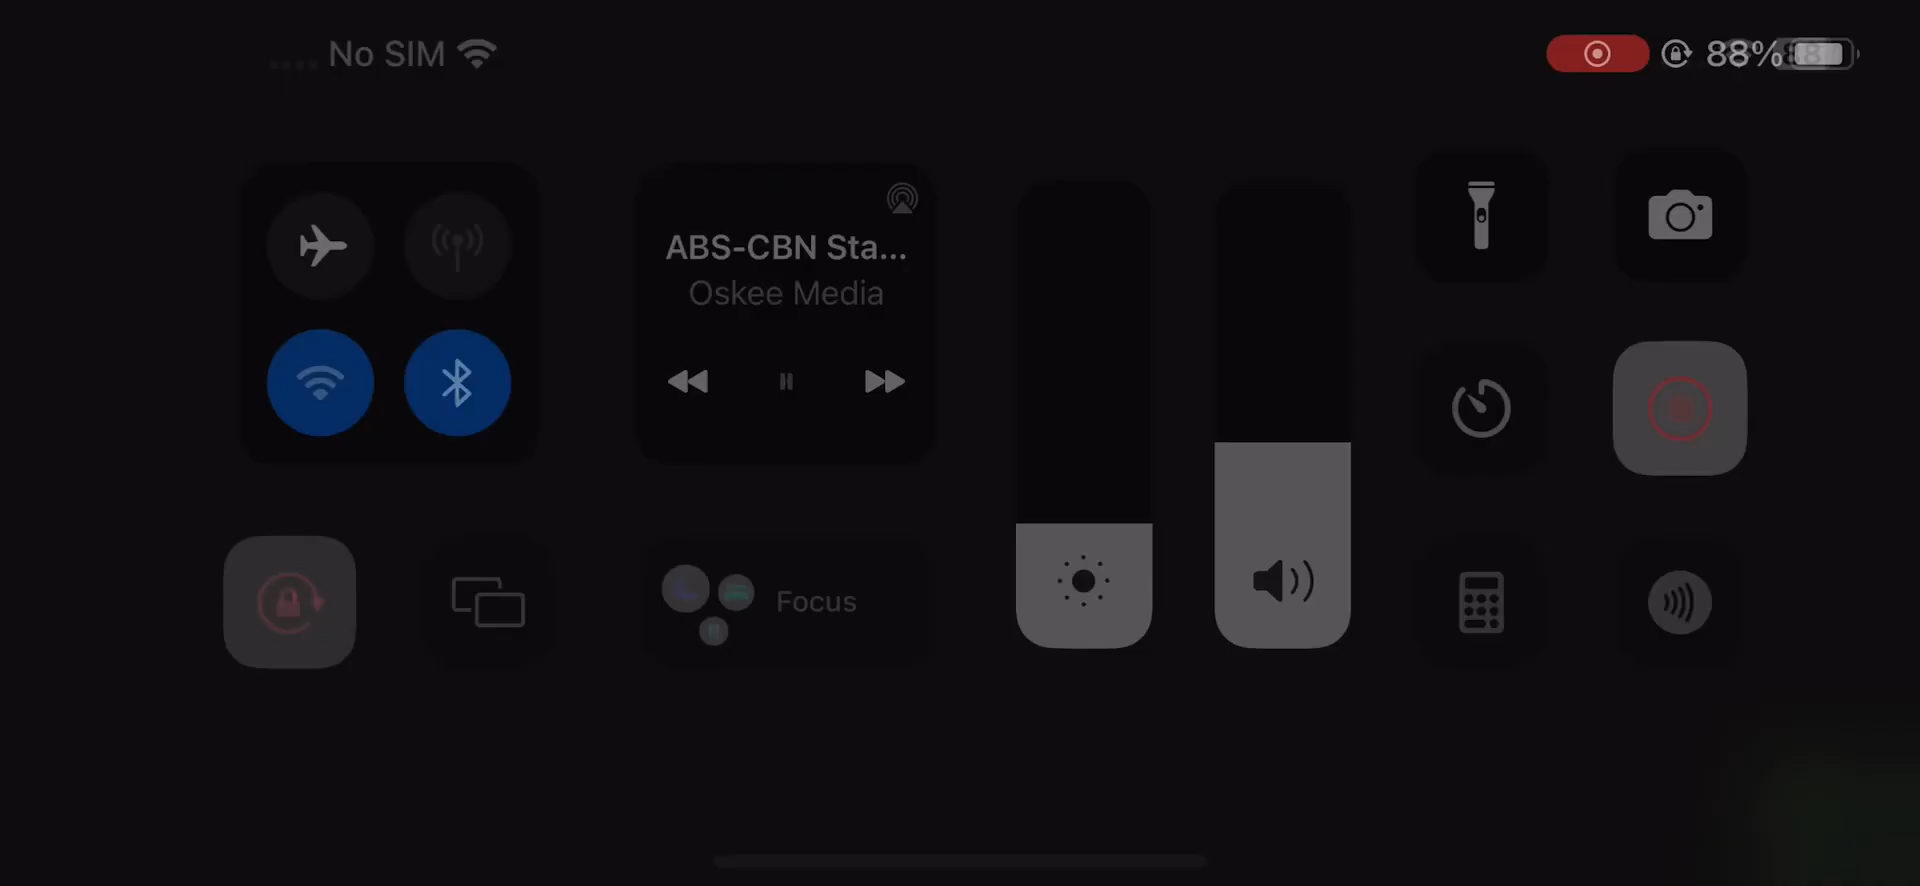 No SIM
88%
ABS-CBN Sta...
Oskee Media
Focus